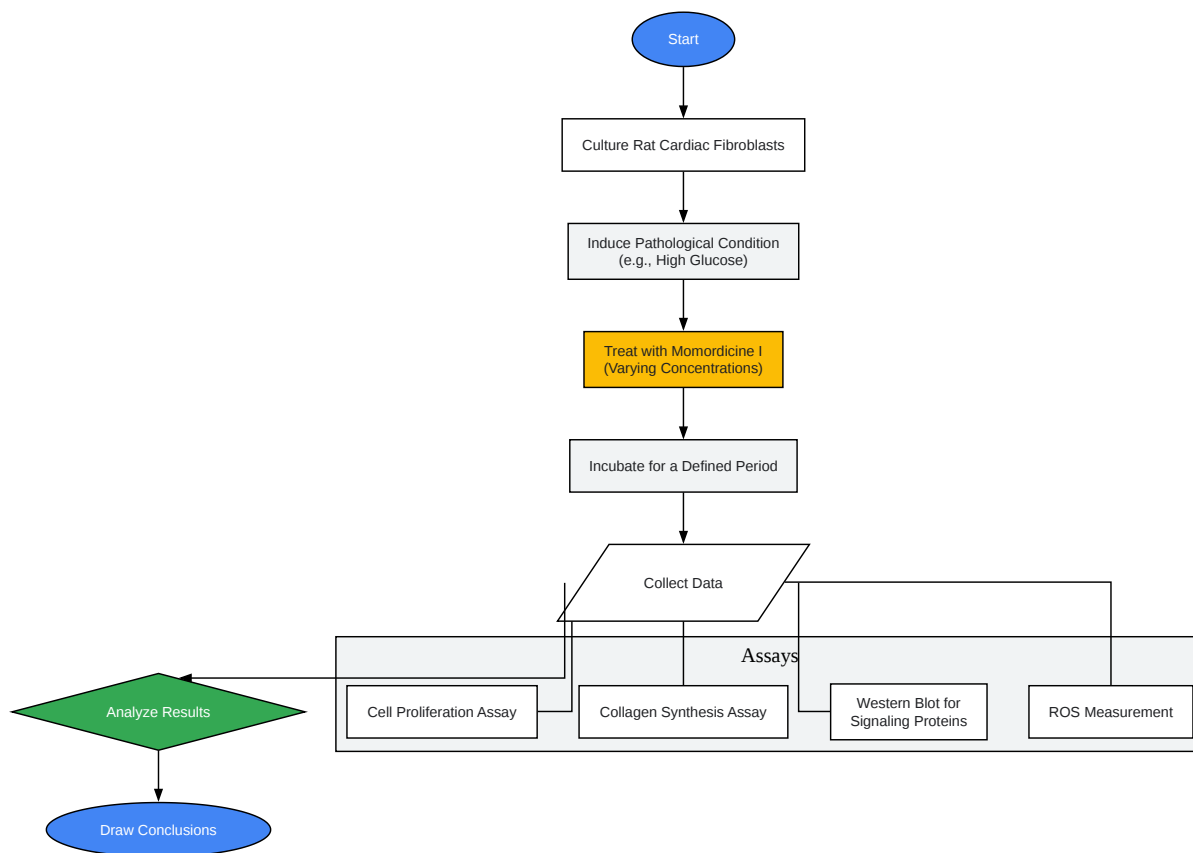 Start
Culture Rat Cardiac Fibroblasts
Induce Pathological Condition
(e.g., High Glucose)
Treat with Momordicine I
(Varying Concentrations)
Incubate for a Defined Period
Collect Data
Assays
Cell Proliferation Assay
Collagen Synthesis Assay
Western Blot for
Signaling Proteins
ROS Measurement
Analyze Results
Draw Conclusions